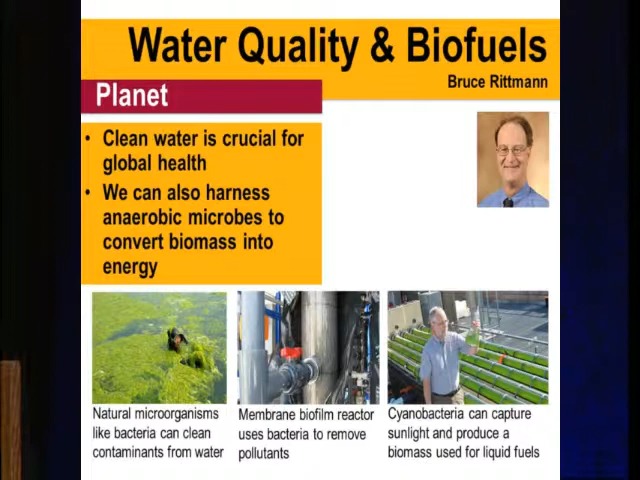 Water Quality & Biofuels
Bruce Rittmann
Planet
• Clean water is crucial for
global health
• We can also harness
anaerobic microbes to
convert biomass into
energy
Natural microorganisms
like bacteria can clean
contaminants from water
Membrane biofilm reactor
uses bacteria to remove
pollutants
Cyanobacteria can capture
sunlight and produce a
biomass used for liquid fuels